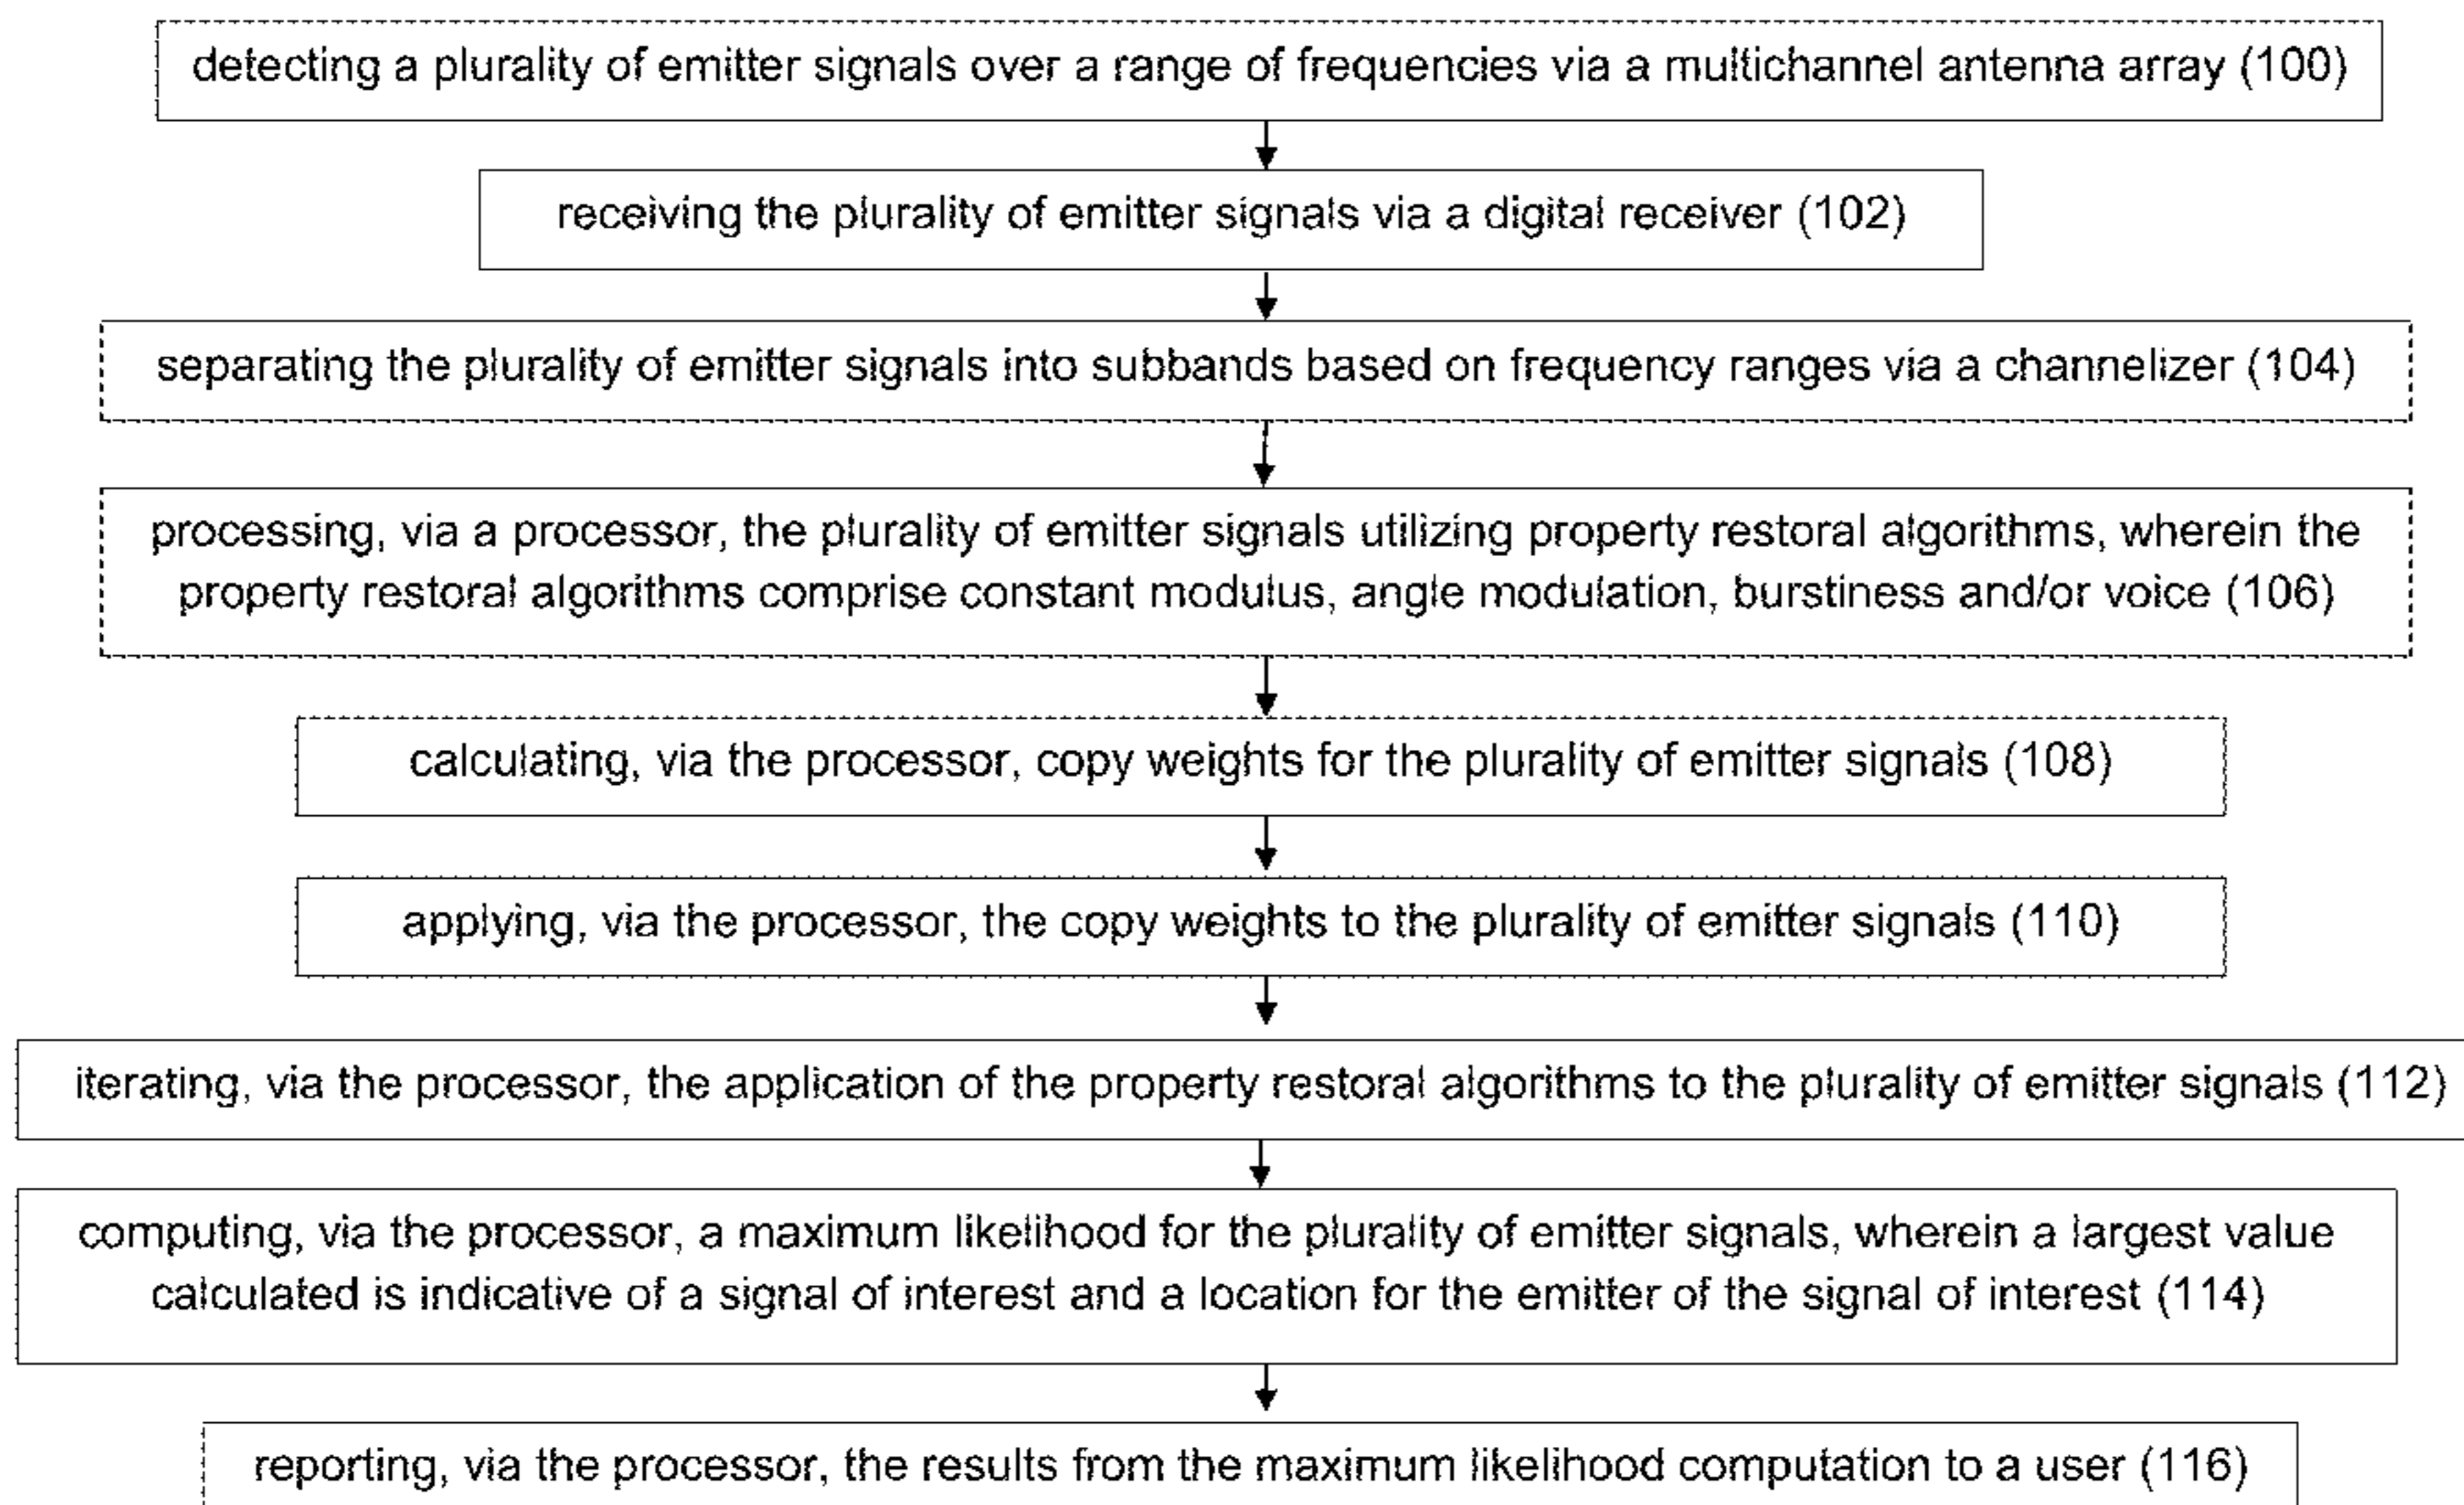 detecting a plurality of emitter signals over a range of frequencies via a multichannel antenna array (100)
receiving the plurality of emitter signals via a digital receiver (102)
separating the plurality of emitter signals into subbands based on frequency ranges via a channelizer (104)
processing, via a processor, the plurality of emitter signals utilizing property restoral algorithms, wherein the
property restoral algorithms comprise constant modulus, angle modulation, burstiness and/or voice (106)
calculating, via the processor, copy weights for the plurality of emitter signals (108)
applying, via the processor, the copy weights to the plurality of emitter signals (110)
iterating, via the processor, the application of the property restoral algorithms to the plurality of emitter signals (112)
computing, via the processor, a maximum likelihood for the plurality of emitter signals, wherein a largest value
calculated is indicative of a signal of interest and a location for the emitter of the signal of interest (114)
reporting, via the processor, the results from the maximum likelihood computation to a user (116)